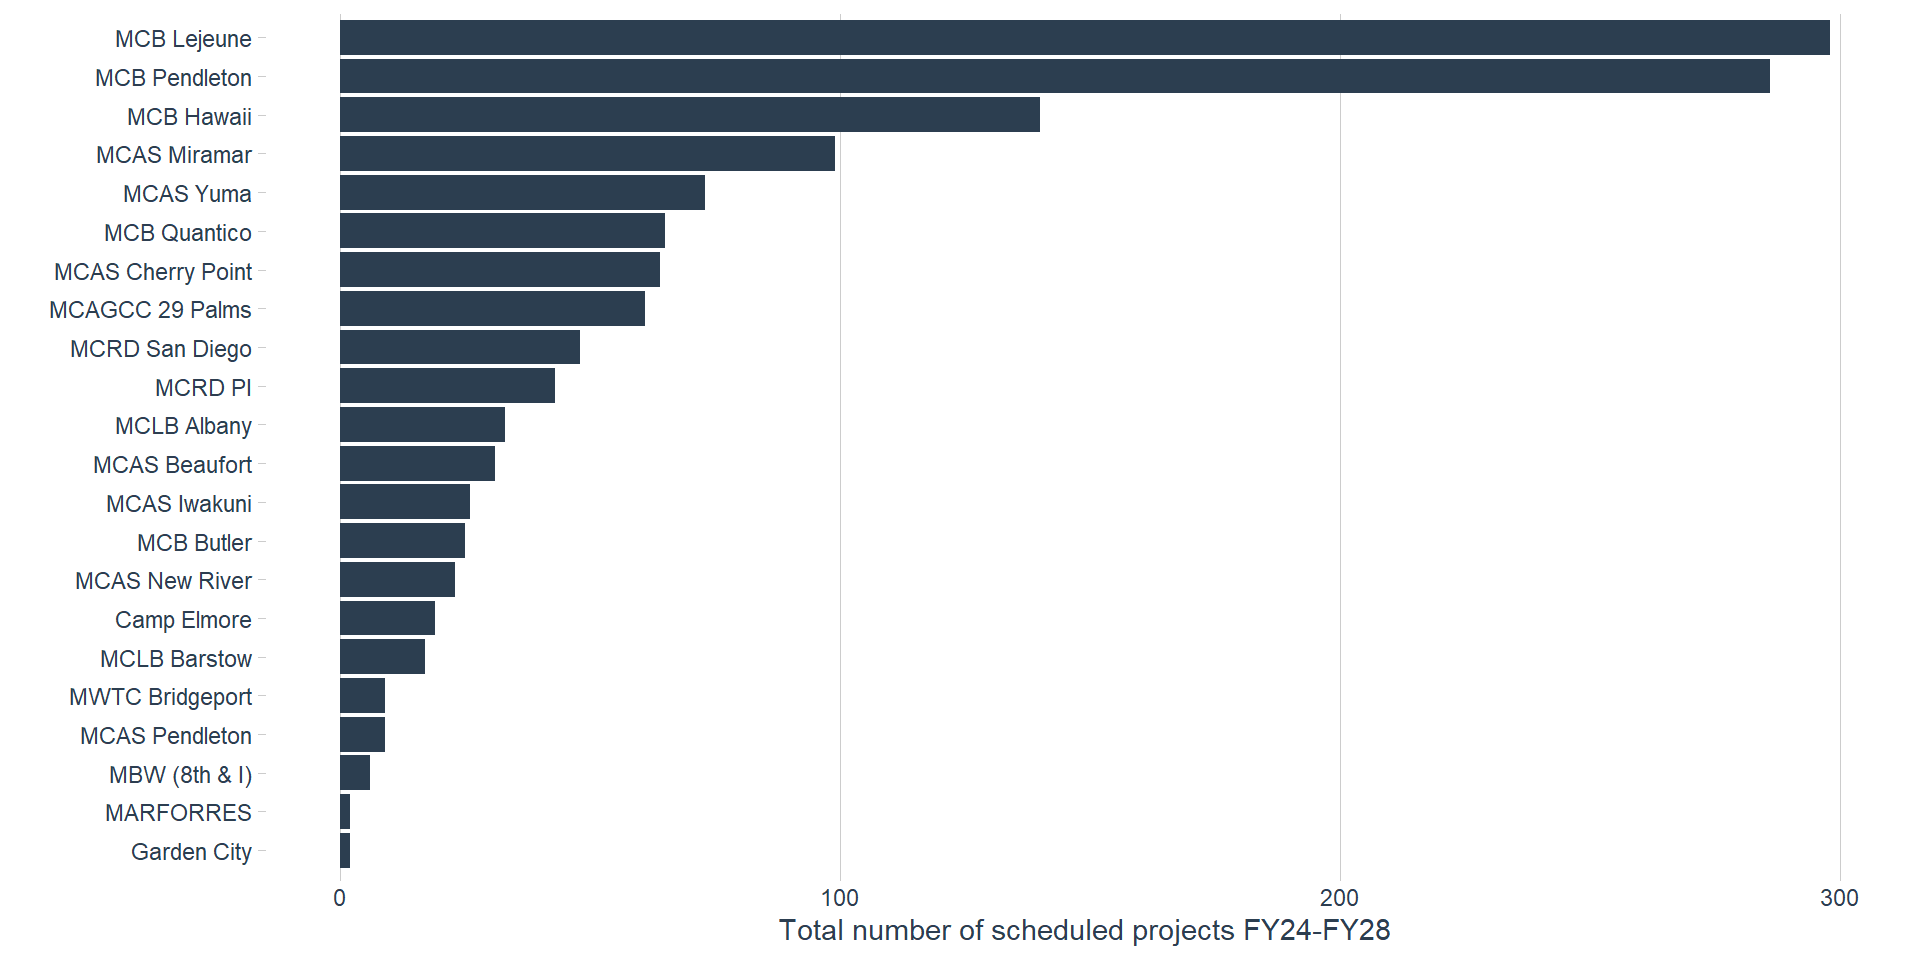 MCB Lejeune
MCB Pendleton
MCB Hawaii
MCAS Miramar
MCAS Yuma
MCB Quantico
MCAS Cherry Point
MCAGCC 29 Palms
MCRD San Diego
MCRD PI
MCLB Albany
MCAS Beaufort
MCAS Iwakuni
MCB Butler
MCAS New River
Camp Elmore
MCLB Barstow
MWTC Bridgeport
MCAS Pendleton
MBW (8th & I)
MARFORRES
Garden City
0 100 200 300
Total number of scheduled projects FY24-FY28